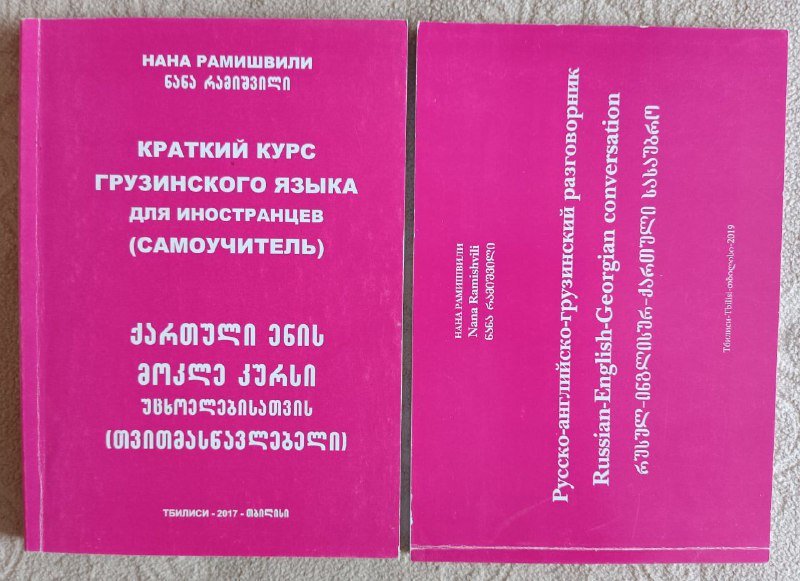 НАНА РАМИШВИЛИ
ნანა რამიშვილი
КРАТКИЙ КУРС
ГРУЗИНСКОГО ЯЗЫКА
ДЛЯ ИНОСТРАНЦЕВ
(САМОУЧИТЕЛЬ)
ქართული ენის
მოკლე კურსი
უცხოელებისათვის
(თვითმასწავლებელი)
ТБИЛИСИ - 2017 - თბილისი
НАНА РАМИШВИЛИ
Nana Ramishvili
ნანა რამიშვილი
Русско-английско-грузинский разговорник
Russian-English-Georgian conversation
რუსულ-ინგლისურ-ქართული სასაუბრო
Тбилиси-Tbilisi-თბილისი-2019